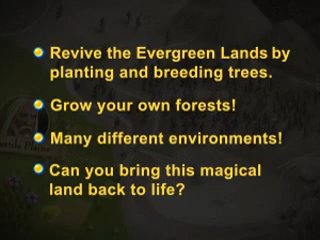 Revive the Evergreen Lands by
planting and breeding trees.
Grow your own forests!
Many different environments!
Can you bring this magical
land back to life?